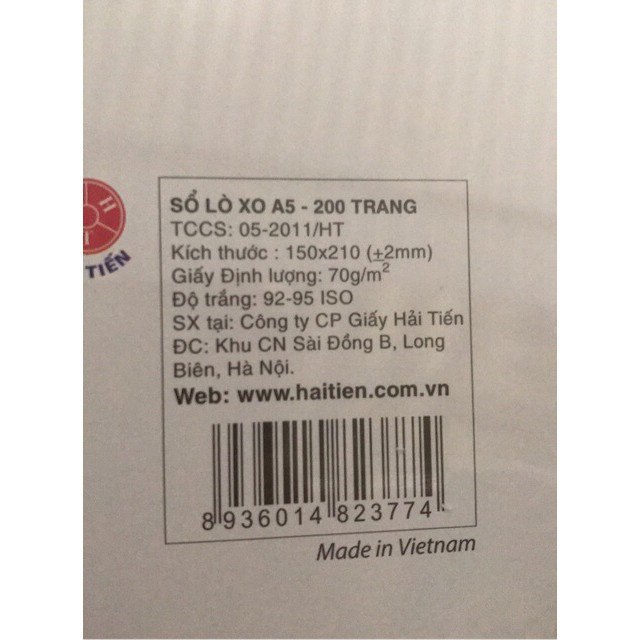 H
TIẾN
SỔ LÒ XO A5 - 200 TRANG
TCCS: 05-2011/HT
Kích thước : 150x210 (±2mm)
Giấy Định lượng: 70g/m²
Độ trắng: 92-95 ISO
SX tại: Công ty CP Giấy Hải Tiến
ĐC: Khu CN Sài Đồng B, Long
Biên, Hà Nội.
Web: www.haitien.com.vn
8 936014 823774
Made in Vietnam